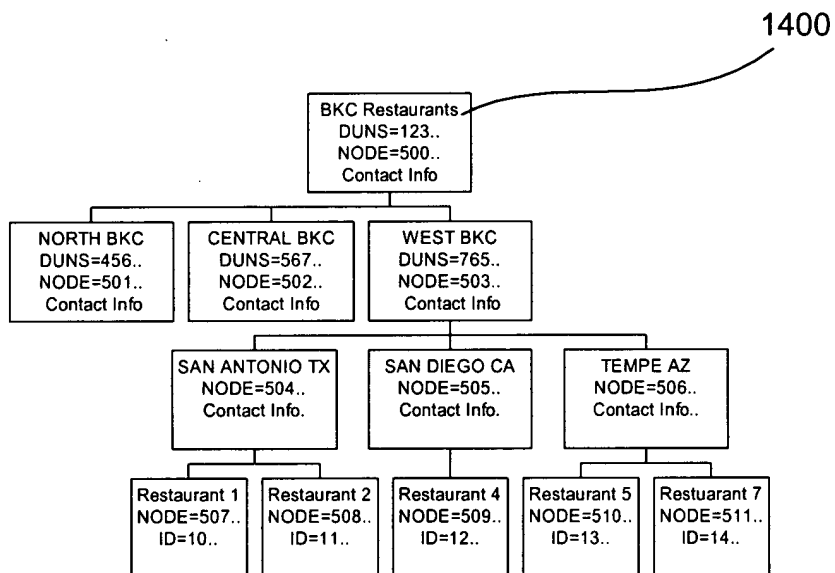 1400
BKC Restaurants
DUNS=123..
NODE=500..
Contact Info
NORTH BKC
DUNS=456..
NODE=501..
Contact Info
CENTRAL BKC
DUNS=567..
NODE=502..
Contact Info
WEST BKC
DUNS=765..
NODE=503..
Contact Info
SAN ANTONIO TX
NODE=504..
Contact Info.
SAN DIEGO CA
NODE=505..
Contact Info.
TEMPE AZ
NODE=506..
Contact Info..
Restaurant 1
NODE=507..
ID=10..
Restaurant 2
NODE=508..
ID=11..
Restaurant 4
NODE=509..
ID=12..
Restaurant 5
NODE=510..
ID=13..
Restuarant 7
NODE=511..
ID=14..